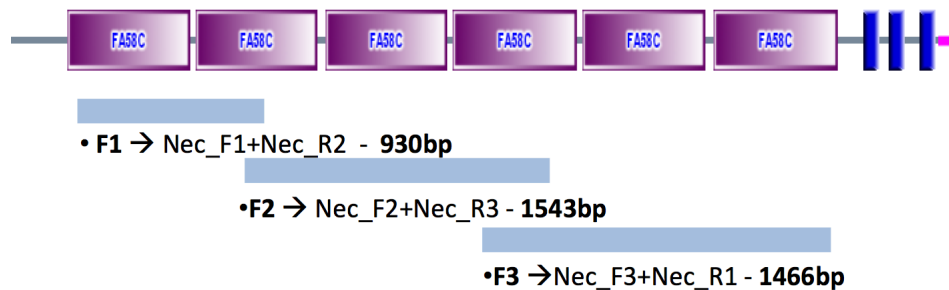 FA58C FA58C FA58C FA58C FA58C FA58C
• F1 → Nec_F1+Nec_R2 - 930bp
•F2 → Nec_F2+Nec_R3 - 1543bp
•F3 →Nec_F3+Nec_R1 - 1466bp